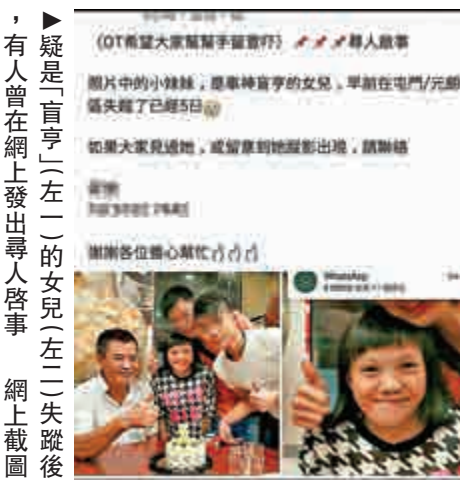 ▶疑是「盲亨」(左一)的女兒(左二)失蹤後
，有人曾在網上發出尋人啓事　網上截圖
(OT希望大家幫幫手留意吓) 📌📌📌尋人啟事
照片中的小妹妹，是車神盲亨的女兒，早前在屯門/元朗
區失蹤了已經5日
如果大家見過她，或留意到她蹤影出現，請聯絡
謝謝各位善心幫忙
WhatsApp